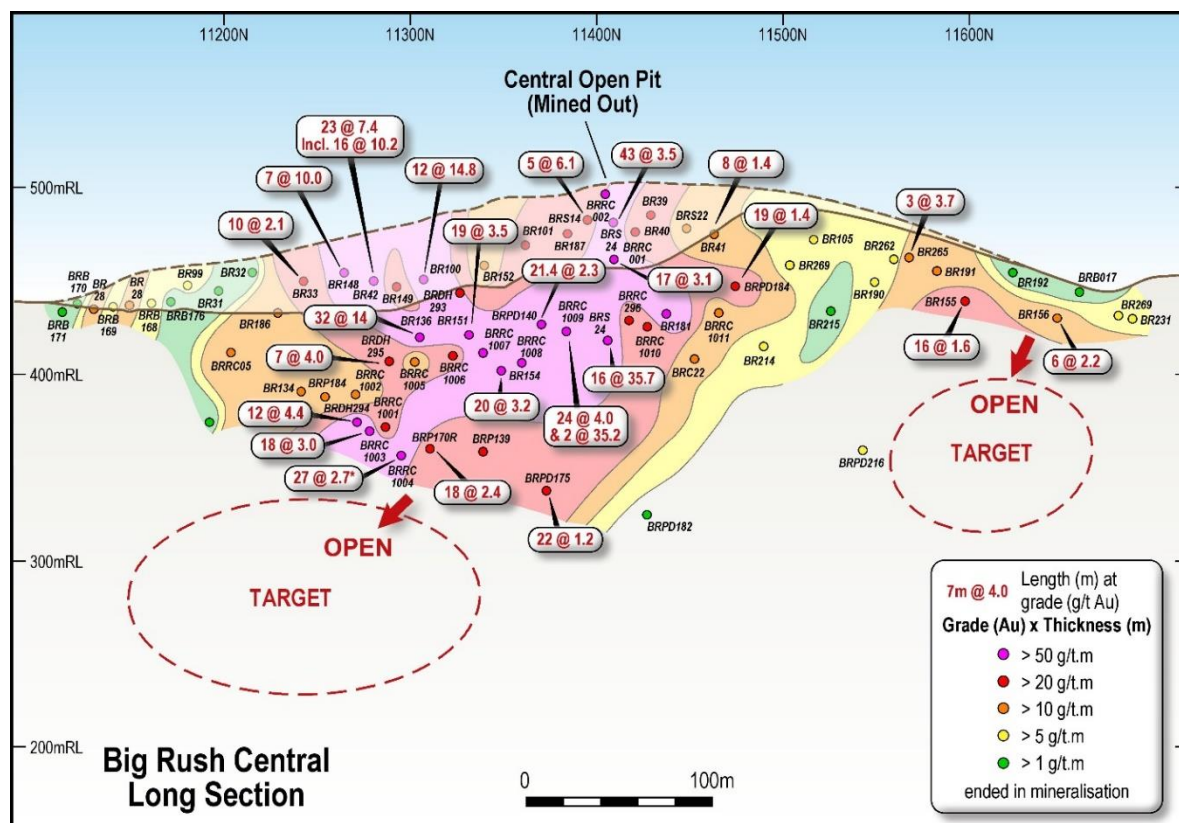 11200N
11300N
11400N
11500N
11600N
Central Open Pit
(Mined Out)
23 @ 7.4
Incl. 16 @ 10.2
7 @ 10.0
12 @ 14.8
5 @ 6.1
43 @ 3.5
8 @ 1.4
10 @ 2.1
19 @ 3.5
19 @ 1.4
3 @ 3.7
500mRL
BRRC
002
BRS14
BR39
BRS22
BR101
BR187
BRS
24
BR40
BRRC
001
BR41
BR105
BR262
BR265
BR269
BR191
BR192
BRB017
BRB
170
BR
28
BR99
BR32
BR100
BR152
21.4 @ 2.3
17 @ 3.1
BRB
171
BRB
169
BR
28
BRB
168
BRB176
BR31
BR33
BR148
BR42
BR149
BRDH
293
BRPD184
BR190
BR155
BR156
BR269
BR231
BR186
32 @ 14
BR136
BR151
BRPD140
BRRC
1009
BRS
24
BRRC
296
BR181
BRRC
1011
BR215
400mRL
BRRC05
7 @ 4.0
BRDH
295
BRRC
1002
BRRC
1005
BRRC
1006
BRRC
1007
BRRC
1008
BR154
BRRC
1010
BRC22
BR214
16 @ 1.6
6 @ 2.2
BR134
BRP184
BRDH294
BRRC
1001
20 @ 3.2
16 @ 35.7
24 @ 4.0
& 2 @ 35.2
12 @ 4.4
18 @ 3.0
27 @ 2.7*
BRRC
1003
BRRC
1004
BRP170R
BRP139
BRPD175
18 @ 2.4
22 @ 1.2
BRPD216
BRPD182
OPEN
TARGET
OPEN
TARGET
300mRL
200mRL
Big Rush Central
Long Section
0
100m
7m @ 4.0
Length (m) at
grade (g/t Au)
Grade (Au) x Thickness (m)
> 50 g/t.m
> 20 g/t.m
> 10 g/t.m
> 5 g/t.m
> 1 g/t.m
ended in mineralisation